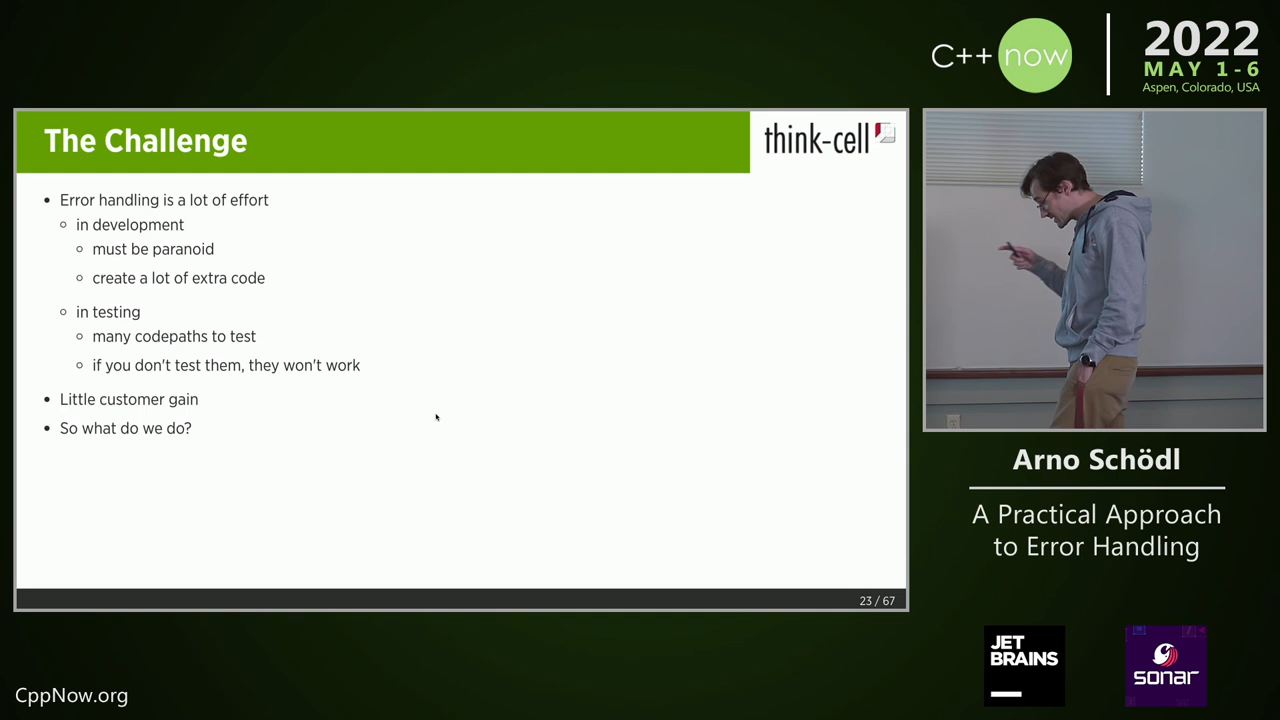 C++ now
2022
MAY 1-6
Aspen, Colorado, USA
The Challenge
think-cell
Error handling is a lot of effort
in development
must be paranoid
create a lot of extra code
in testing
many codepaths to test
if you don't test them, they won't work
Little customer gain
So what do we do?
23 / 67
Arno Schödl
A Practical Approach
to Error Handling
JET
BRAINS
sonar
CppNow.org